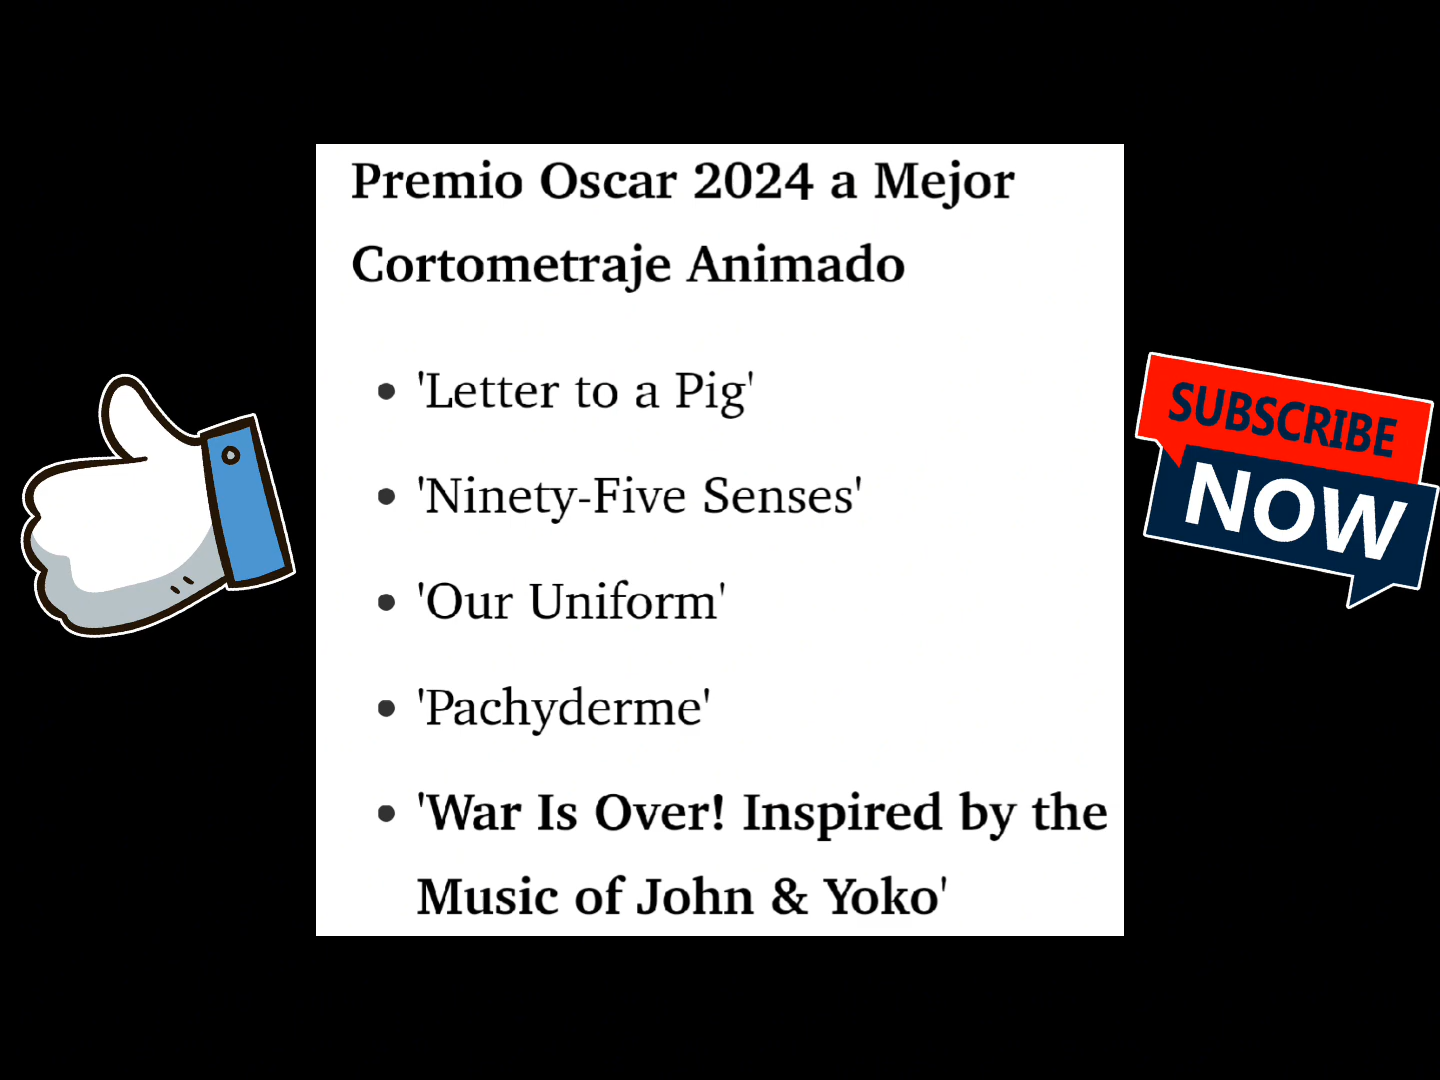 Premio Oscar 2024 a Mejor
Cortometraje Animado
• 'Letter to a Pig'
• 'Ninety-Five Senses'
• 'Our Uniform'
• 'Pachyderme'
• 'War Is Over! Inspired by the
Music of John & Yoko'
SUBSCRIBE
NOW